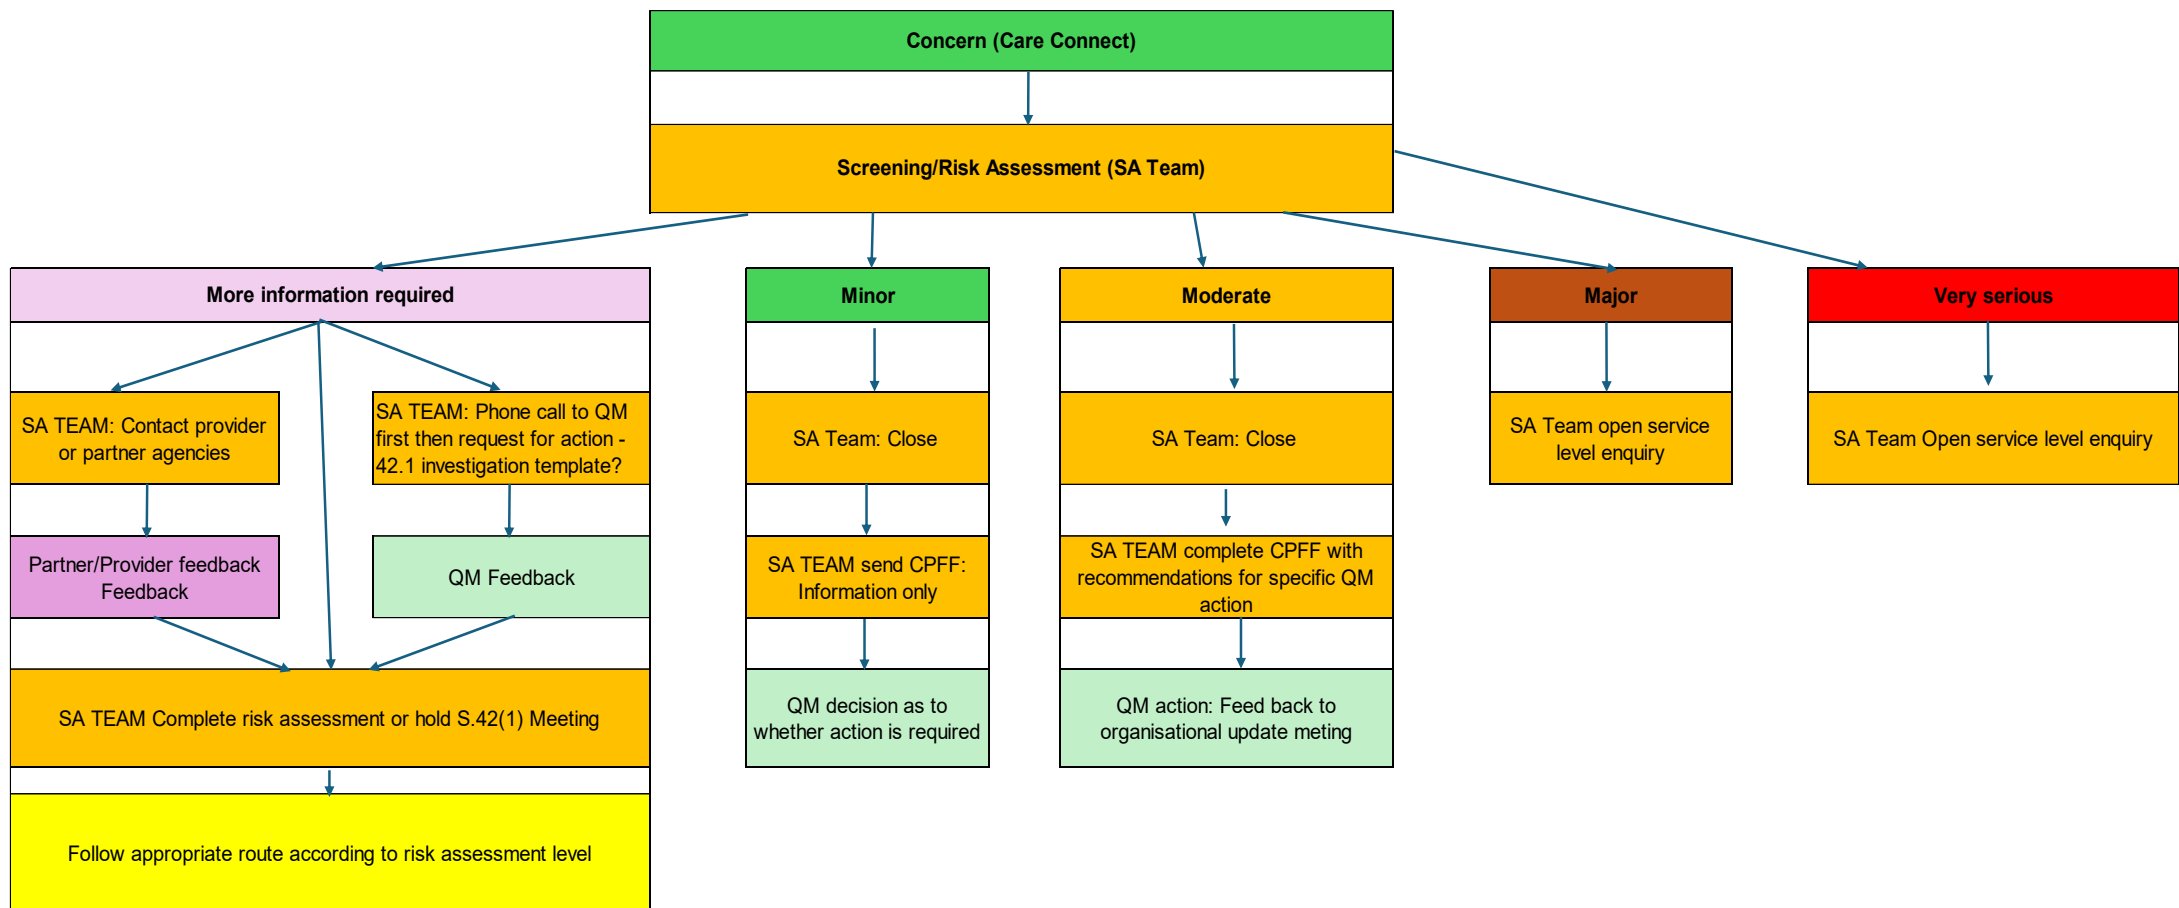 Concern (Care Connect)
Screening/Risk Assessment (SA Team)
More information required
Minor
Moderate
Major
Very serious
SA TEAM: Contact provider
or partner agencies
SA TEAM: Phone call to QM
first then request for action -
42.1 investigation template?
SA Team: Close
SA Team: Close
SA Team open service
level enquiry
SA Team Open service level enquiry
Partner/Provider feedback
Feedback
QM Feedback
SA TEAM send CPFF:
Information only
SA TEAM complete CPFF with
recommendations for specific QM
action
SA TEAM Complete risk assessment or hold S.42(1) Meeting
QM decision as to
whether action is required
QM action: Feed back to
organisational update meting
Follow appropriate route according to risk assessment level